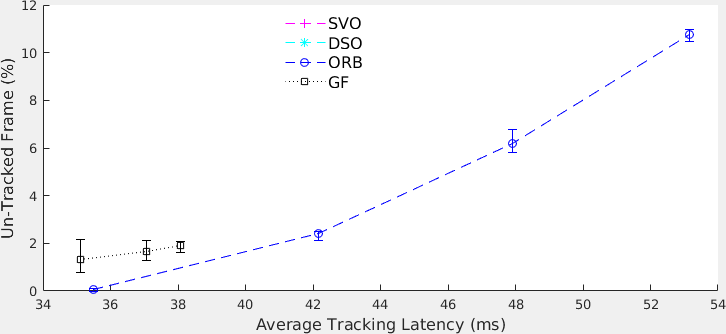 12
10
8
6
4
2
0
Un-Tracked Frame (%)
SVO
DSO
ORB
GF
34 36 38 40 42 44 46 48 50 52 54
Average Tracking Latency (ms)